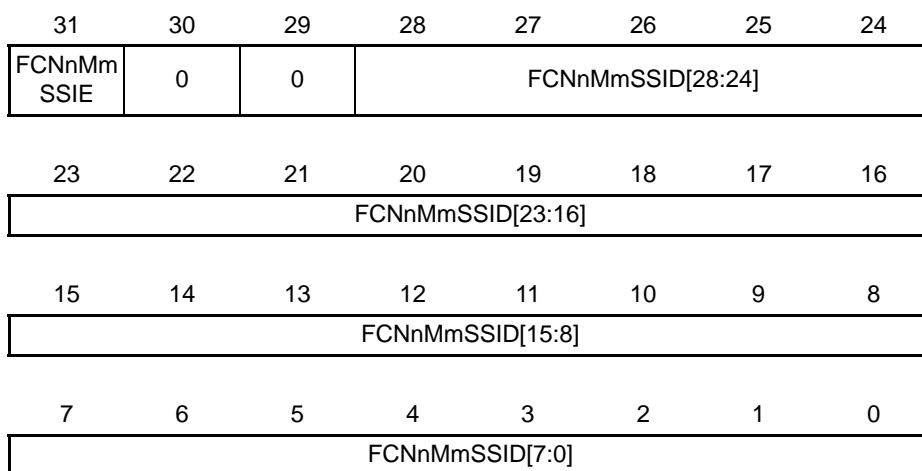 31 30 29 28 27 26 25 24
FCNnMm
SSIE 0 0 FCNnMmSSID[28:24]
23 22 21 20 19 18 17 16
FCNnMmSSID[23:16]
15 14 13 12 11 10 9 8
FCNnMmSSID[15:8]
7 6 5 4 3 2 1 0
FCNnMmSSID[7:0]